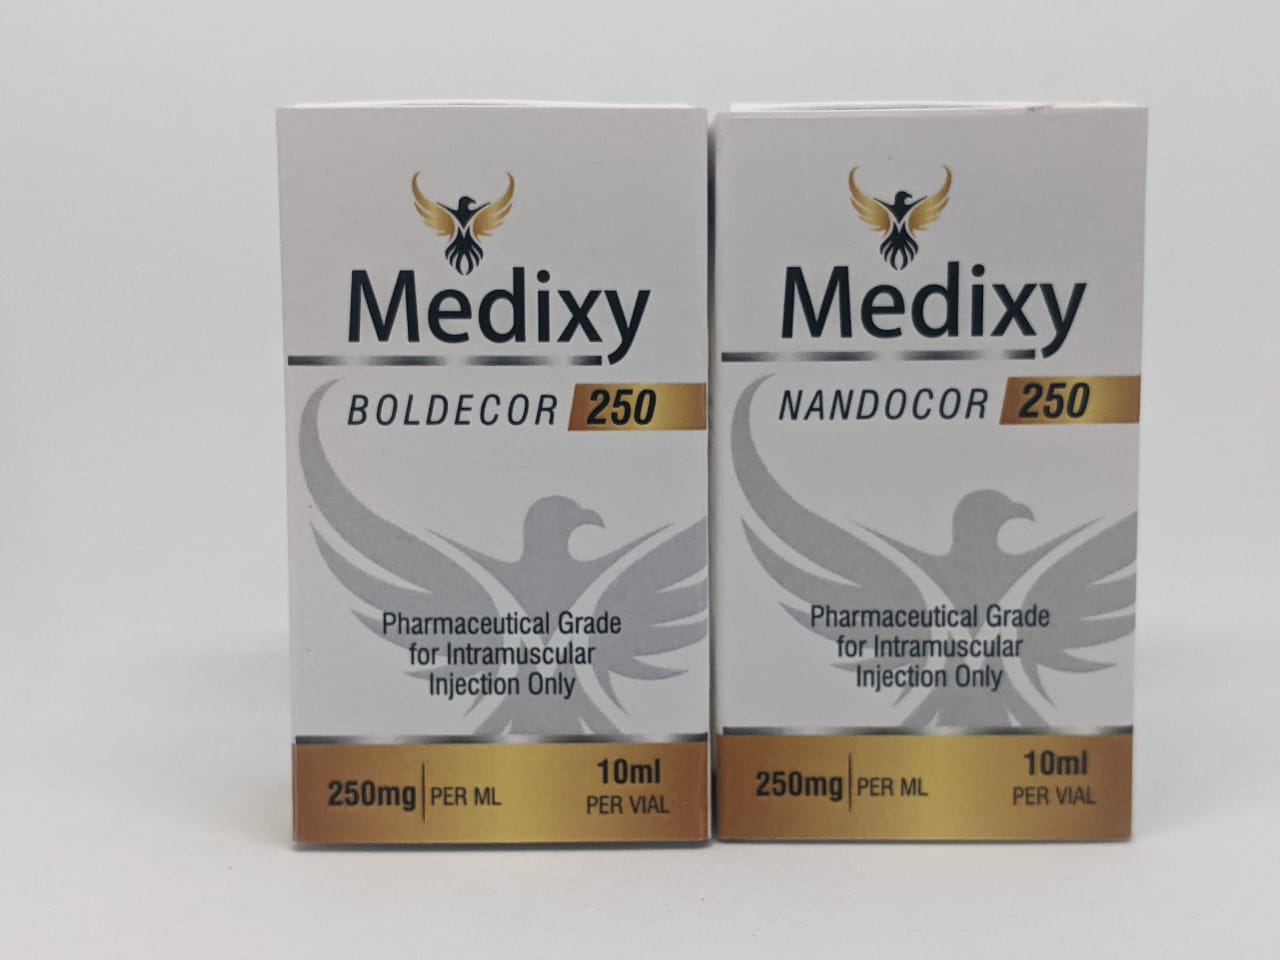 Medixy
BOLDECOR 250
Pharmaceutical Grade
for Intramuscular
Injection Only
250mg PER ML
10ml
PER VIAL
Medixy
NANDOCOR 250
Pharmaceutical Grade
for Intramuscular
Injection Only
250mg PER ML
10ml
PER VIAL